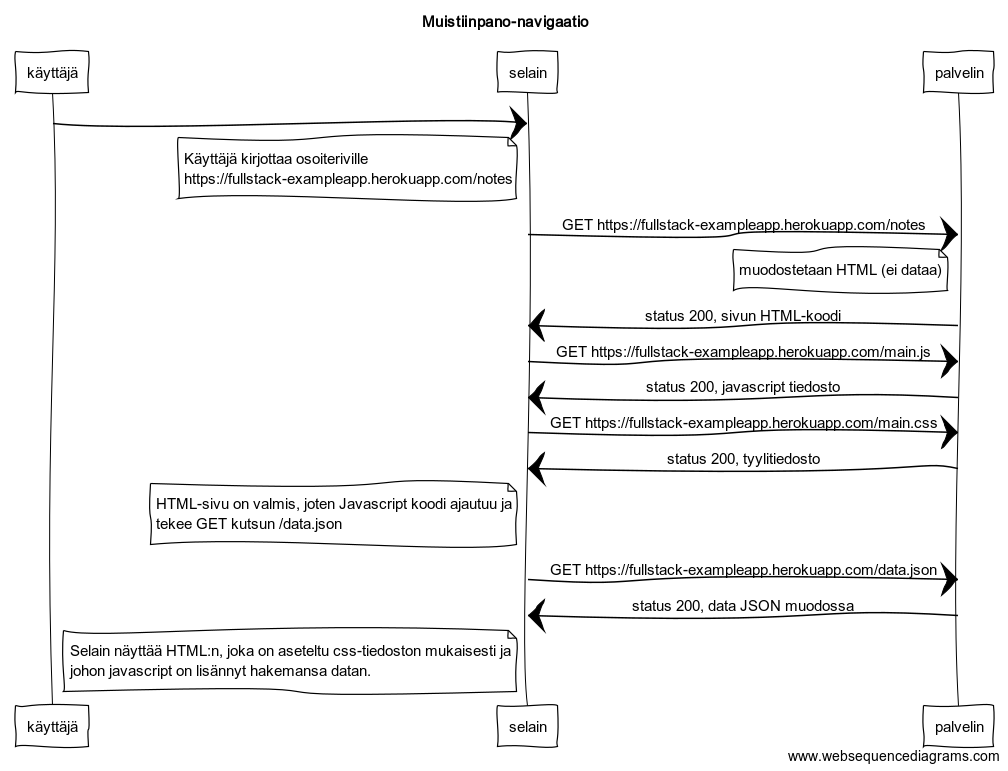 Muistiinpano-navigaatio
käyttäjä
selain
palvelin
Käyttäjä kirjottaa osoiteriville
https://fullstack-exampleapp.herokuapp.com/notes
GET https://fullstack-exampleapp.herokuapp.com/notes
muodostetaan HTML (ei dataa)
status 200, sivun HTML-koodi
GET https://fullstack-exampleapp.herokuapp.com/main.js
status 200, javascript tiedosto
GET https://fullstack-exampleapp.herokuapp.com/main.css
status 200, tyylitiedosto
HTML-sivu on valmis, joten Javascript koodi ajautuu ja
tekee GET kutsun /data.json
GET https://fullstack-exampleapp.herokuapp.com/data.json
status 200, data JSON muodossa
Selain näyttää HTML:n, joka on aseteltu css-tiedoston mukaisesti ja
johon javascript on lisännyt hakemansa datan.
käyttäjä
selain
palvelin
www.websequencediagrams.com